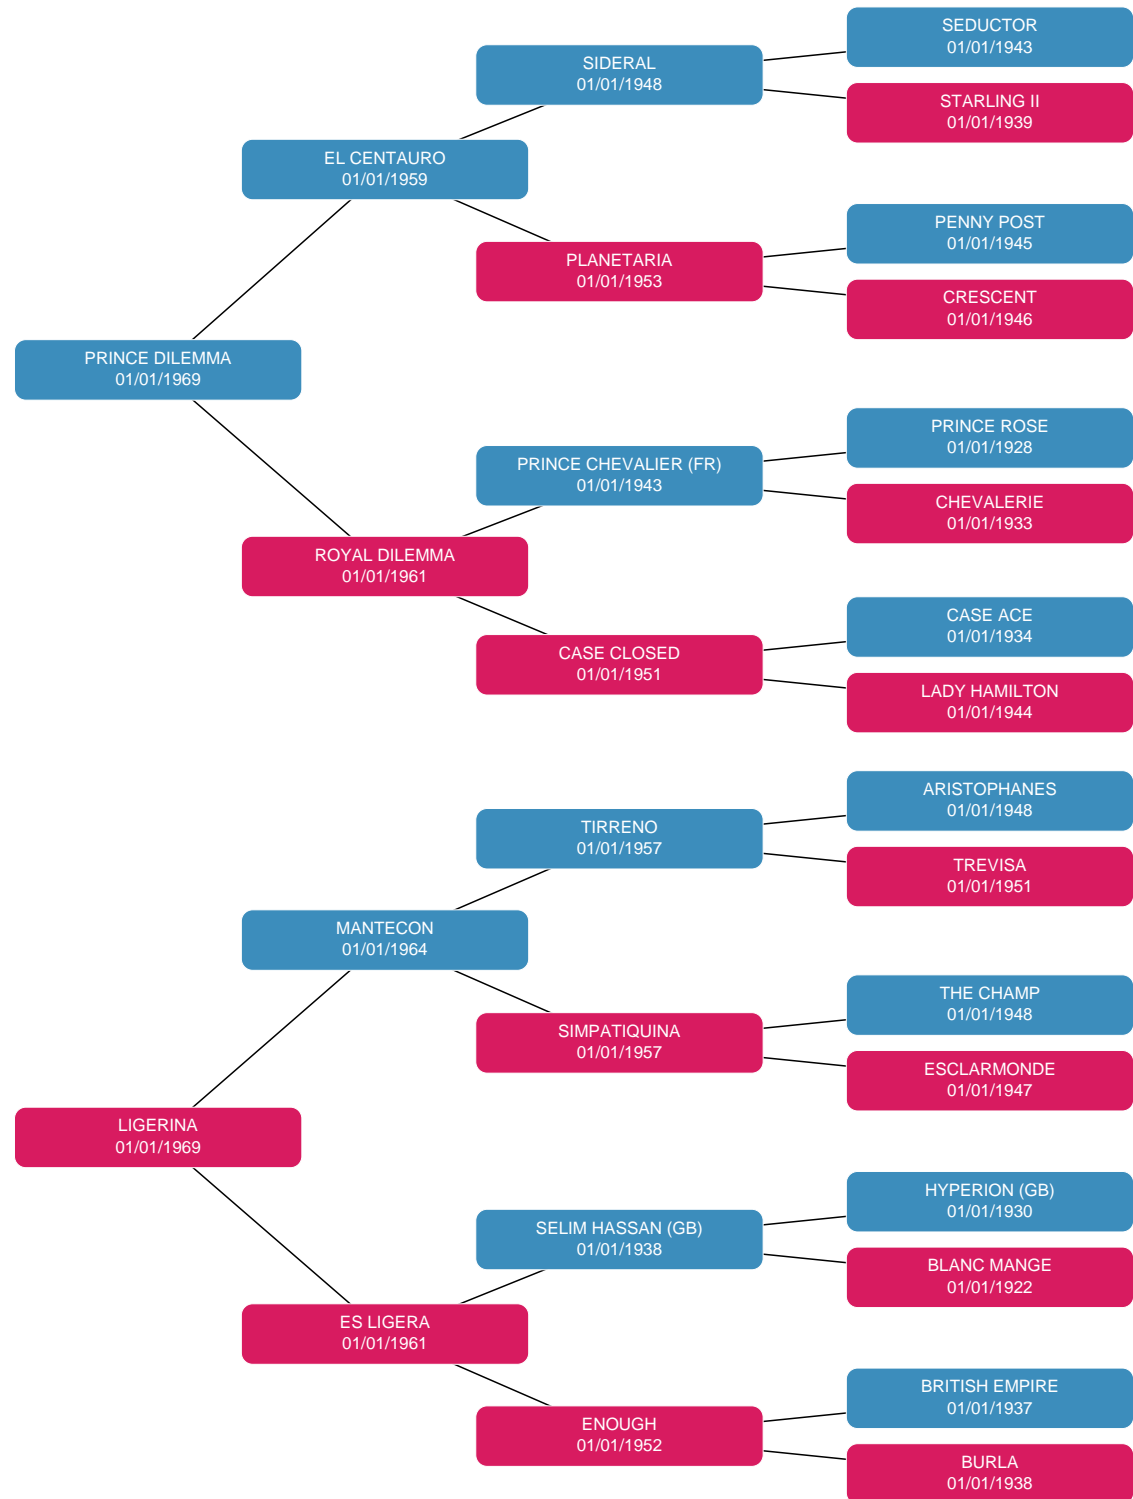 SEDUCTOR
01/01/1943
SIDERAL
01/01/1948
STARLING II
01/01/1939
EL CENTAURO
01/01/1959
PENNY POST
01/01/1945
PLANETARIA
01/01/1953
CRESCENT
01/01/1946
PRINCE DILEMMA
01/01/1969
PRINCE ROSE
01/01/1928
PRINCE CHEVALIER (FR)
01/01/1943
CHEVALERIE
01/01/1933
ROYAL DILEMMA
01/01/1961
CASE ACE
01/01/1934
CASE CLOSED
01/01/1951
LADY HAMILTON
01/01/1944
ARISTOPHANES
01/01/1948
TIRRENO
01/01/1957
TREVISA
01/01/1951
MANTECON
01/01/1964
THE CHAMP
01/01/1948
SIMPATIQUINA
01/01/1957
ESCLARMONDE
01/01/1947
LIGERINA
01/01/1969
HYPERION (GB)
01/01/1930
SELIM HASSAN (GB)
01/01/1938
BLANC MANGE
01/01/1922
ES LIGERA
01/01/1961
BRITISH EMPIRE
01/01/1937
ENOUGH
01/01/1952
BURLA
01/01/1938